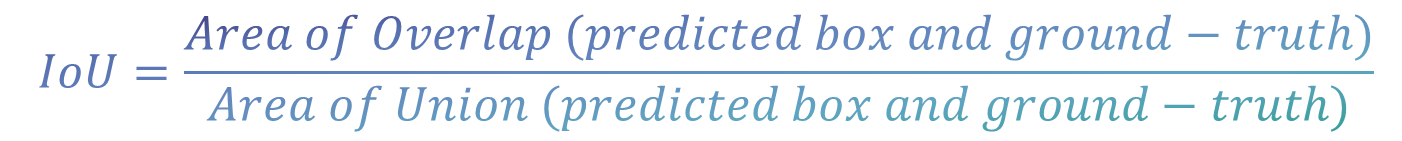 Area of Overlap (predicted box and ground − truth)
IoU =
Area of Union (predicted box and ground − truth)